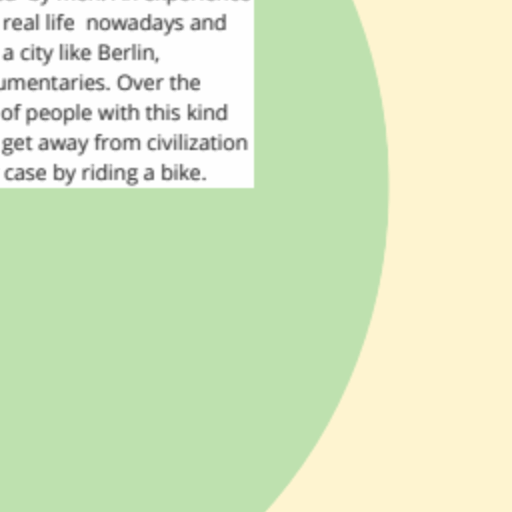 real life  nowadays and
a city like Berlin,
umentaries. Over the
of people with this kind
get away from civilization
case by riding a bike.